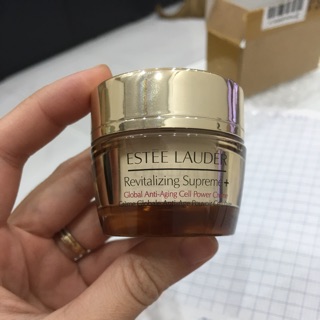 ESTEE LAUDER
Revitalizing Supreme+
Global Anti-Aging Cell Power